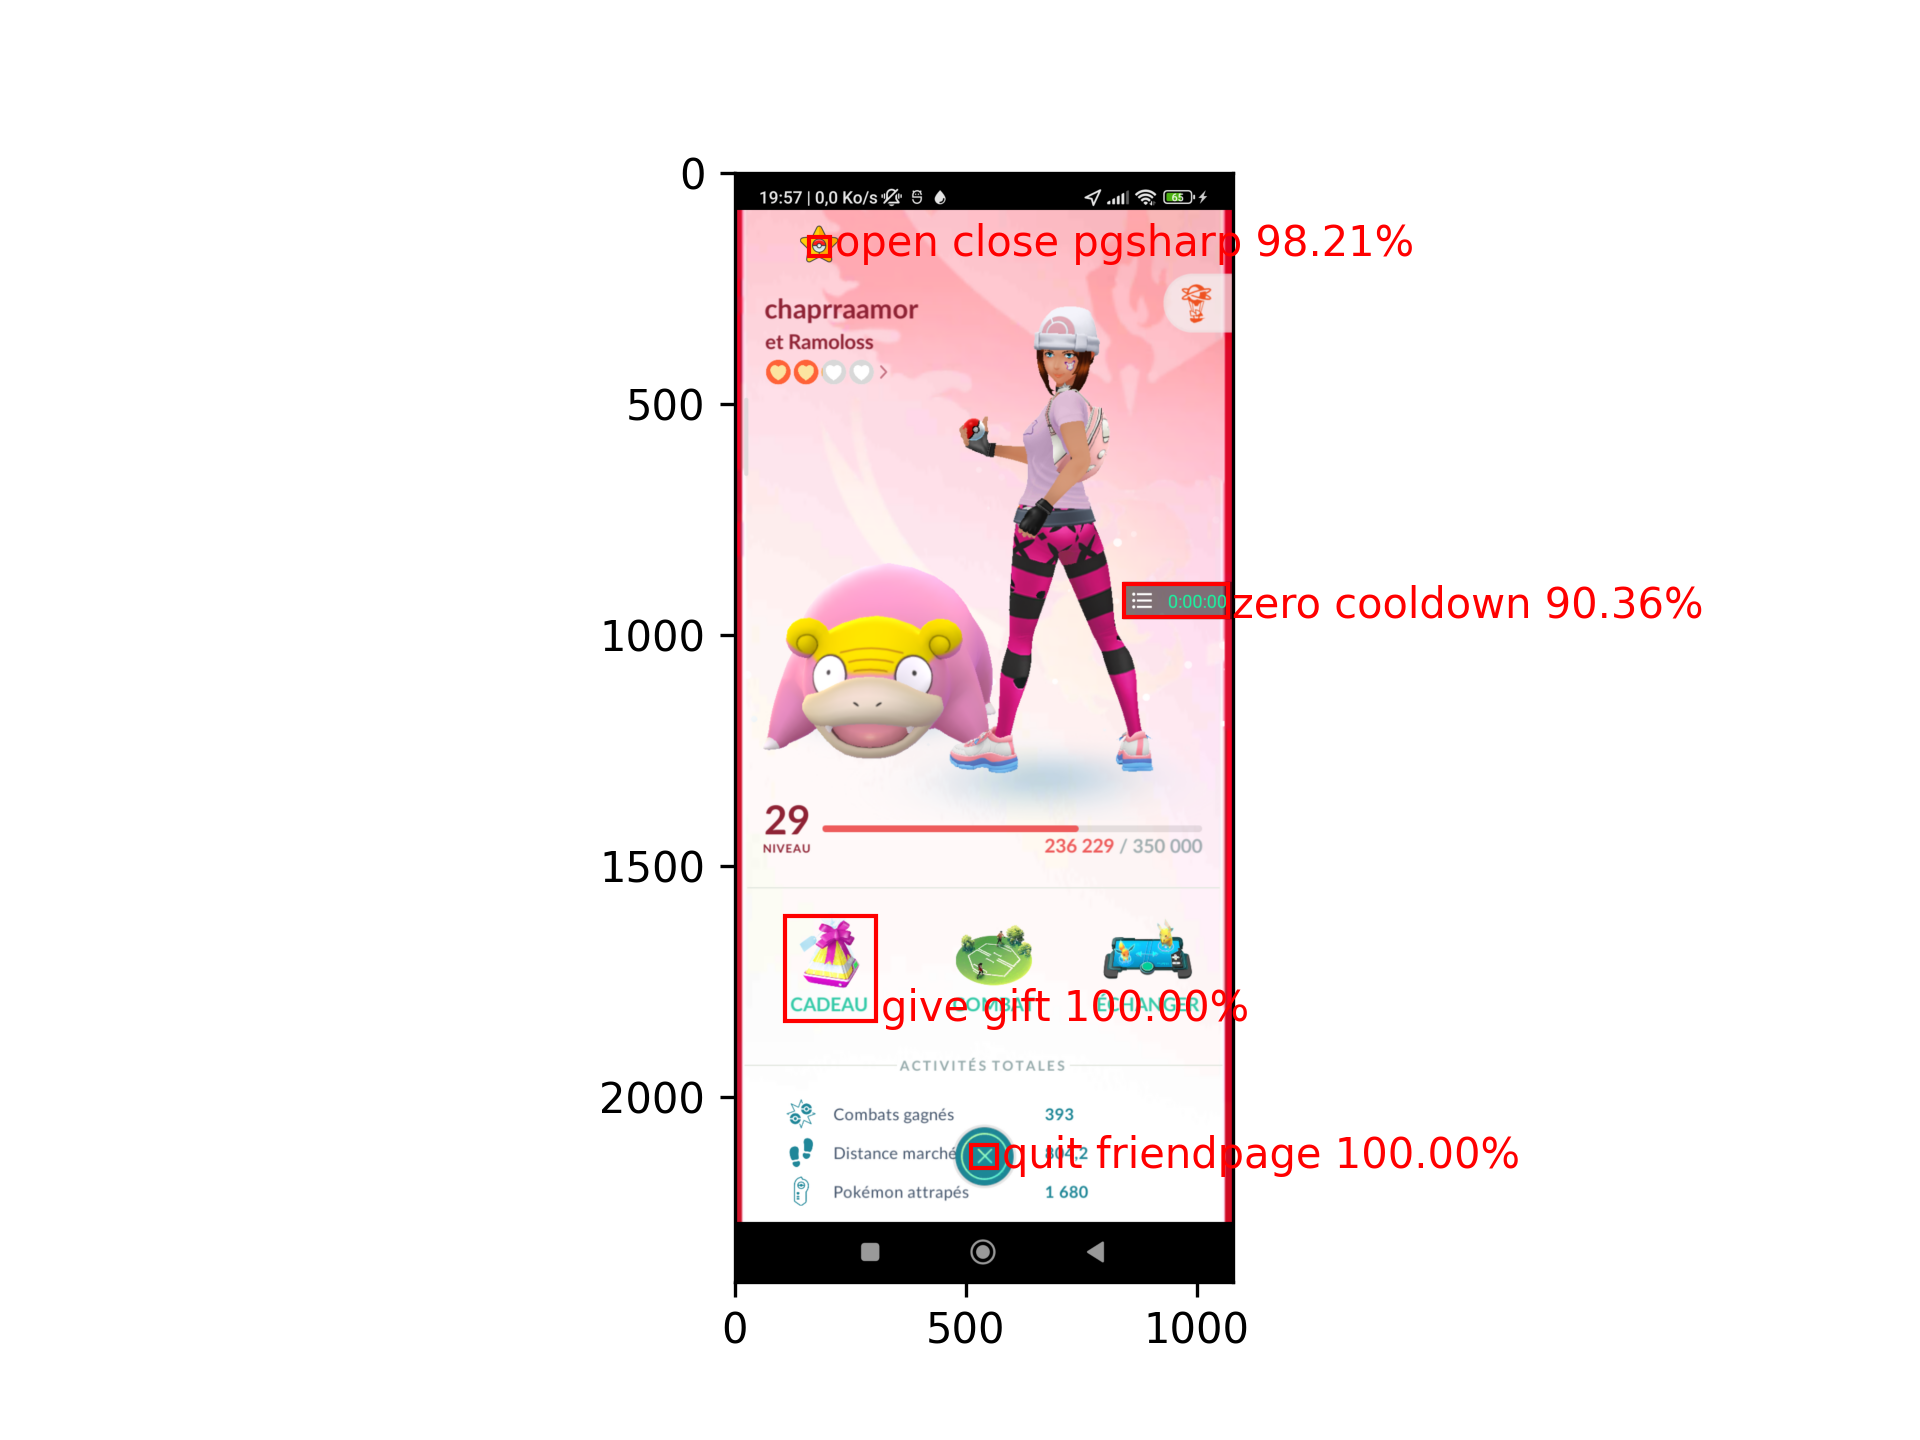 0
19:57 | 0,0 Ko/s
65
open close pgsharp 98.21%
chaprraamor
et Ramoloss
500
zero cooldown 90.36%
0:00:00
1000
29
NIVEAU
236 229 / 350 000
1500
CADEAU
COMBAT
ÉCHANGER
give gift 100.00%
ACTIVITÉS TOTALES
2000
Combats gagnés 393
Distance marché 804,2
quit friendpage 100.00%
Pokémon attrapés 1 680
0 500 1000